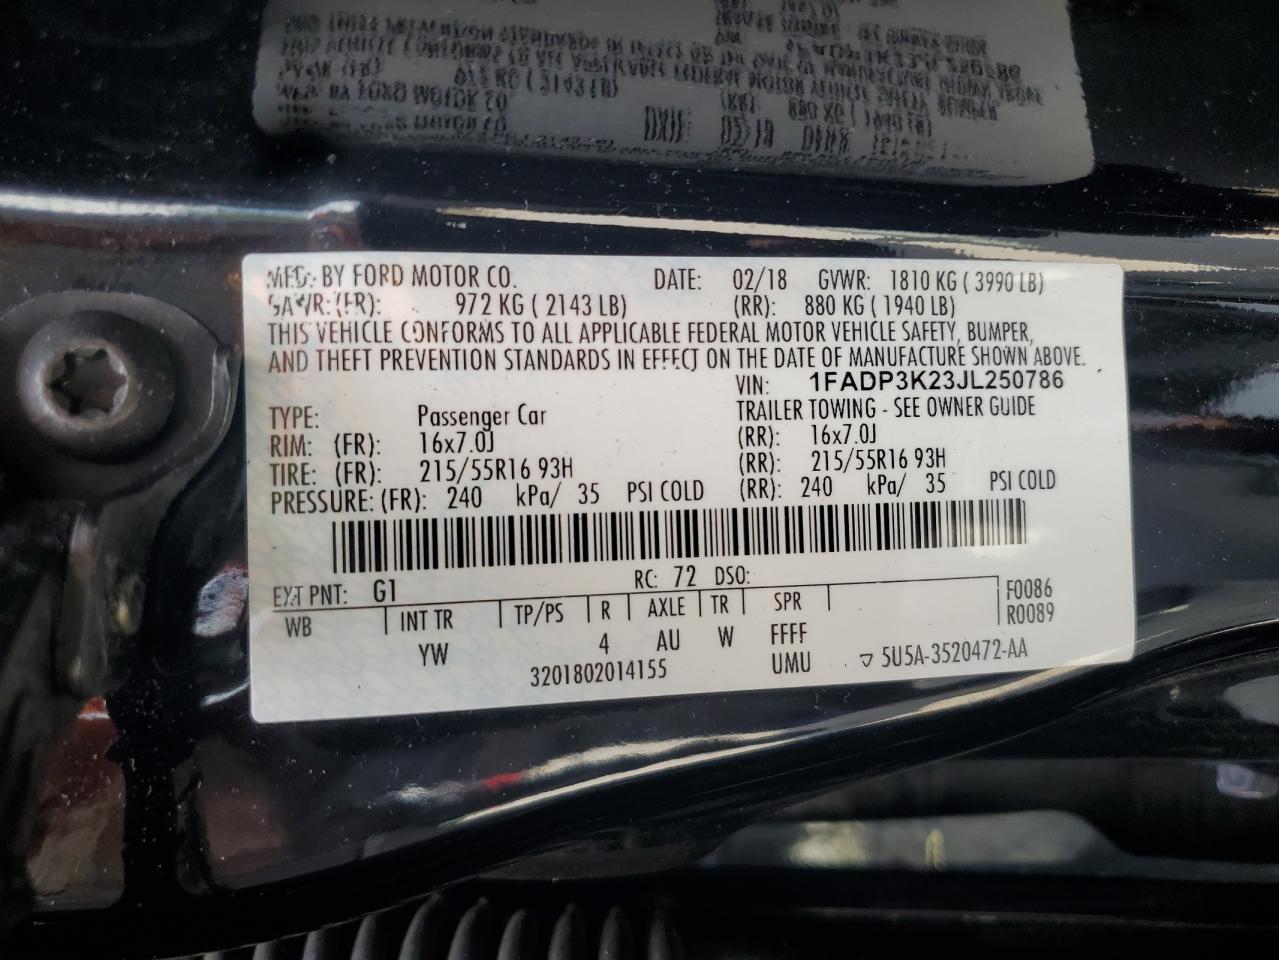 MFD. BY FORD MOTOR CO. DATE: 02/18 GVWR: 1810 KG ( 3990 LB)
GAWR:(FR): 972 KG ( 2143 LB) (RR): 880 KG ( 1940 LB)
THIS VEHICLE CONFORMS TO ALL APPLICABLE FEDERAL MOTOR VEHICLE SAFETY, BUMPER,
AND THEFT PREVENTION STANDARDS IN EFFECT ON THE DATE OF MANUFACTURE SHOWN ABOVE.
VIN: 1FADP3K23JL250786
TYPE: Passenger Car TRAILER TOWING - SEE OWNER GUIDE
RIM: (FR): 16x7.0J (RR): 16x7.0J
TIRE: (FR): 215/55R16 93H (RR): 215/55R16 93H
PRESSURE: (FR): 240 kPa/ 35 PSI COLD (RR): 240 kPa/ 35 PSI COLD
EXT PNT: G1 RC: 72 DSO: F0086
WB INT TR TP/PS R AXLE TR SPR R0089
YW 4 AU W FFFF
3201802014155 UMU ▽ 5U5A-3520472-AA